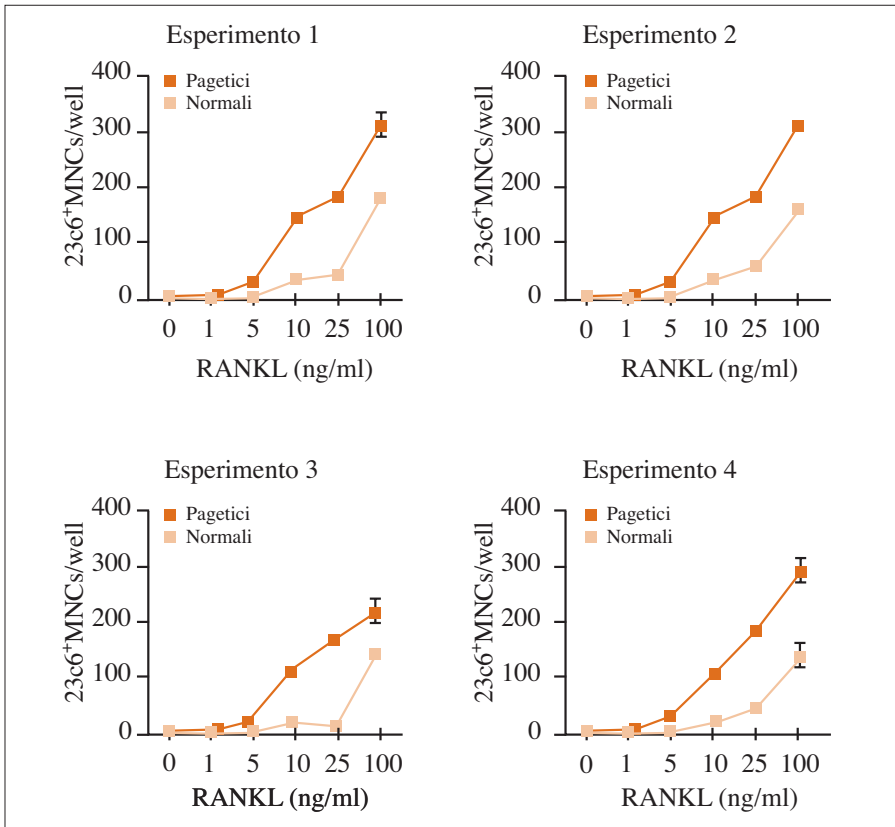 Esperimento 1
400
300
200
100
0
23c6+MNCs/well
Pagetici
Normali
0 1 5 10 25 100
RANKL (ng/ml)
Esperimento 2
400
300
200
100
0
23c6+MNCs/well
Pagetici
Normali
0 1 5 10 25 100
RANKL (ng/ml)
Esperimento 3
400
300
200
100
0
23c6+MNCs/well
Pagetici
Normali
0 1 5 10 25 100
RANKL (ng/ml)
Esperimento 4
400
300
200
100
0
23c6+MNCs/well
Pagetici
Normali
0 1 5 10 25 100
RANKL (ng/ml)